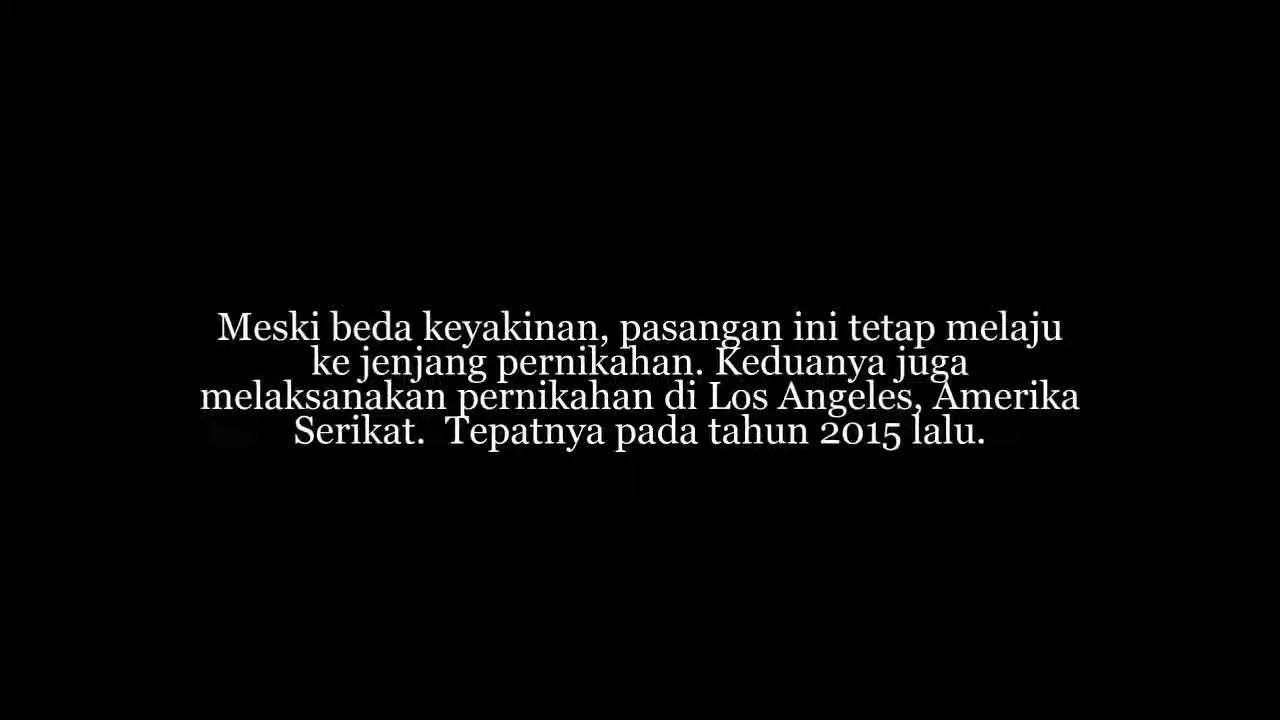 Meski beda keyakinan, pasangan ini tetap melaju
ke jenjang pernikahan. Keduanya juga
melaksanakan pernikahan di Los Angeles, Amerika
Serikat.  Tepatnya pada tahun 2015 lalu.